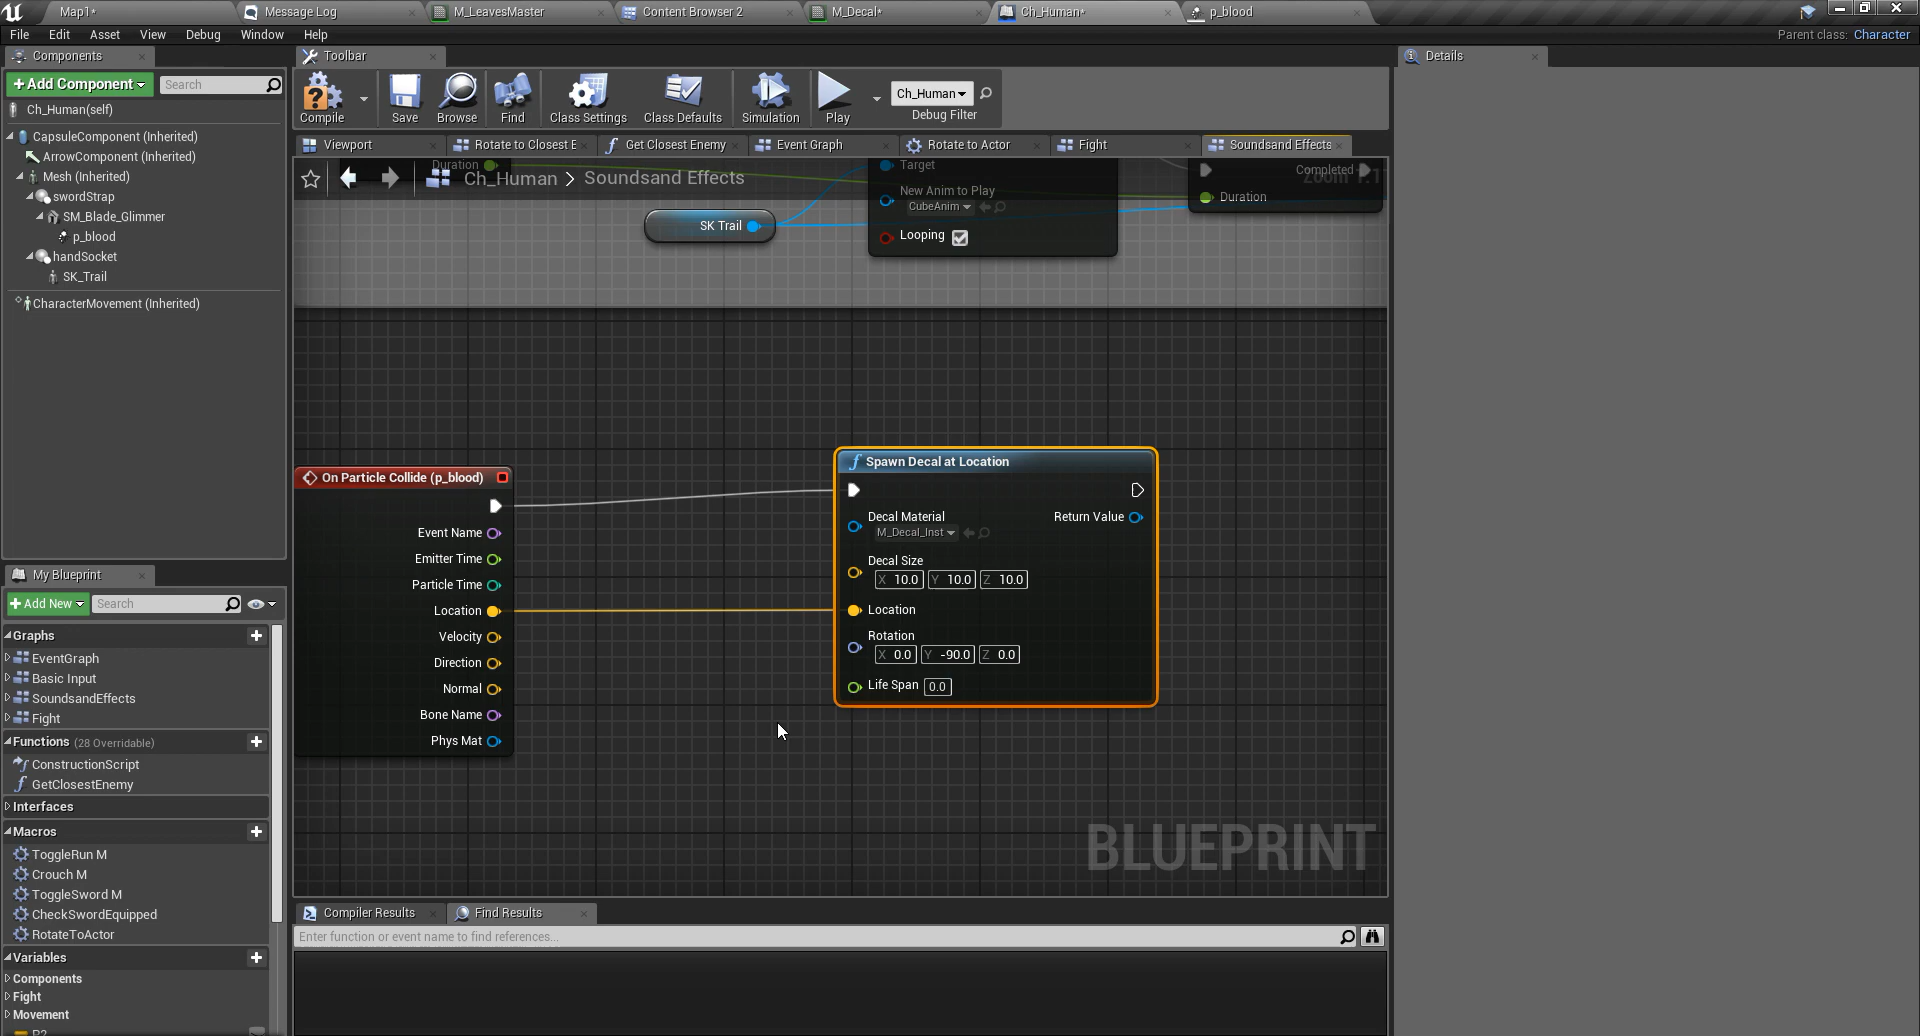 Map1*
Message Log
M_LeavesMaster
Content Browser 2
M_Decal*
Ch_Human*
p_blood
File Edit Asset View Debug Window Help
Parent class: Character
Components
+ Add Component
Search
Ch_Human(self)
CapsuleComponent (Inherited)
ArrowComponent (Inherited)
Mesh (Inherited)
swordStrap
SM_Blade_Glimmer
p_blood
handSocket
SK_Trail
CharacterMovement (Inherited)
Toolbar
Compile
Save
Browse
Find
Class Settings
Class Defaults
Simulation
Play
Ch_Human
Debug Filter
Details
Viewport
Rotate to Closest E
Get Closest Enemy
Event Graph
Rotate to Actor
Fight
Soundsand Effects
Ch_Human > Soundsand Effects
Zoom 1:1
Duration
SK Trail
Target
New Anim to Play
CubeAnim
Looping
Completed
Duration
On Particle Collide (p_blood)
Event Name
Emitter Time
Particle Time
Location
Velocity
Direction
Normal
Bone Name
Phys Mat
Spawn Decal at Location
Decal Material
M_Decal_Inst
Return Value
Decal Size
X 10.0 Y 10.0 Z 10.0
Location
Rotation
X 0.0 Y -90.0 Z 0.0
Life Span 0.0
BLUEPRINT
My Blueprint
+ Add New
Search
Graphs
EventGraph
Basic Input
SoundsandEffects
Fight
Functions (28 Overridable)
ConstructionScript
GetClosestEnemy
Interfaces
Macros
ToggleRun M
Crouch M
ToggleSword M
CheckSwordEquipped
RotateToActor
Variables
Components
Fight
Movement
Compiler Results
Find Results
Enter function or event name to find references...